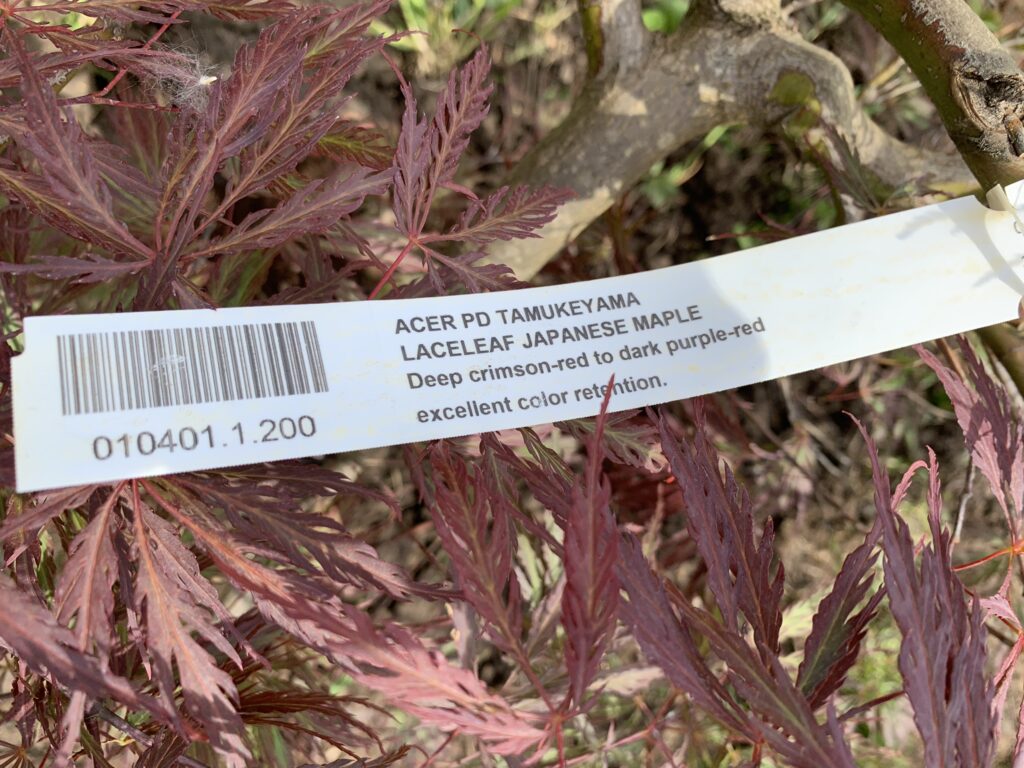 ACER PD TAMUKEYAMA
LACELEAF JAPANESE MAPLE
Deep crimson-red to dark purple-red
excellent color retention.
010401.1.200